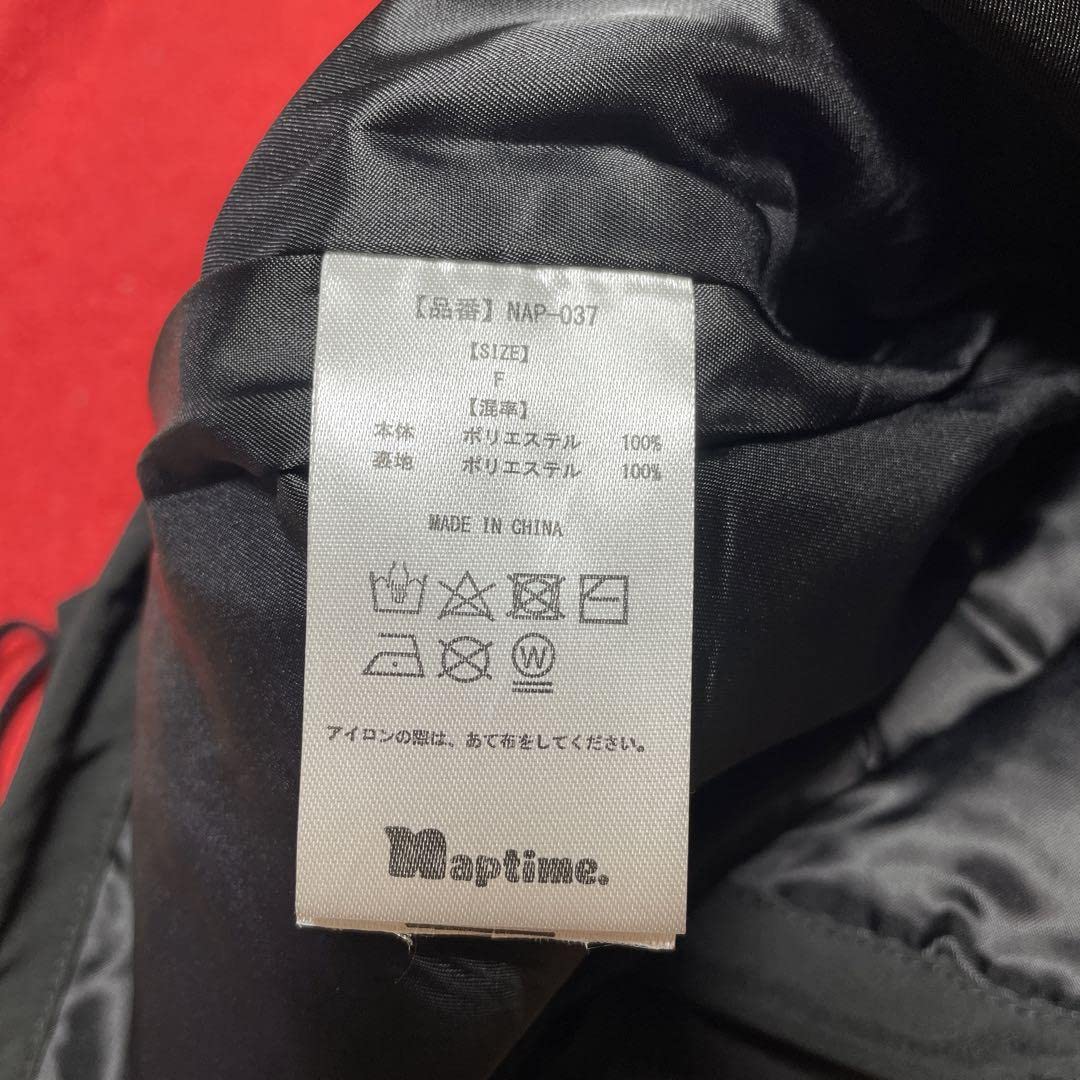 【品番】NAP-037
【SIZE】
F
【混率】
本体 ポリエステル 100%
裏地 ポリエステル 100%
MADE IN CHINA
W
アイロンの際は、あて布をしてください。
Maptime.